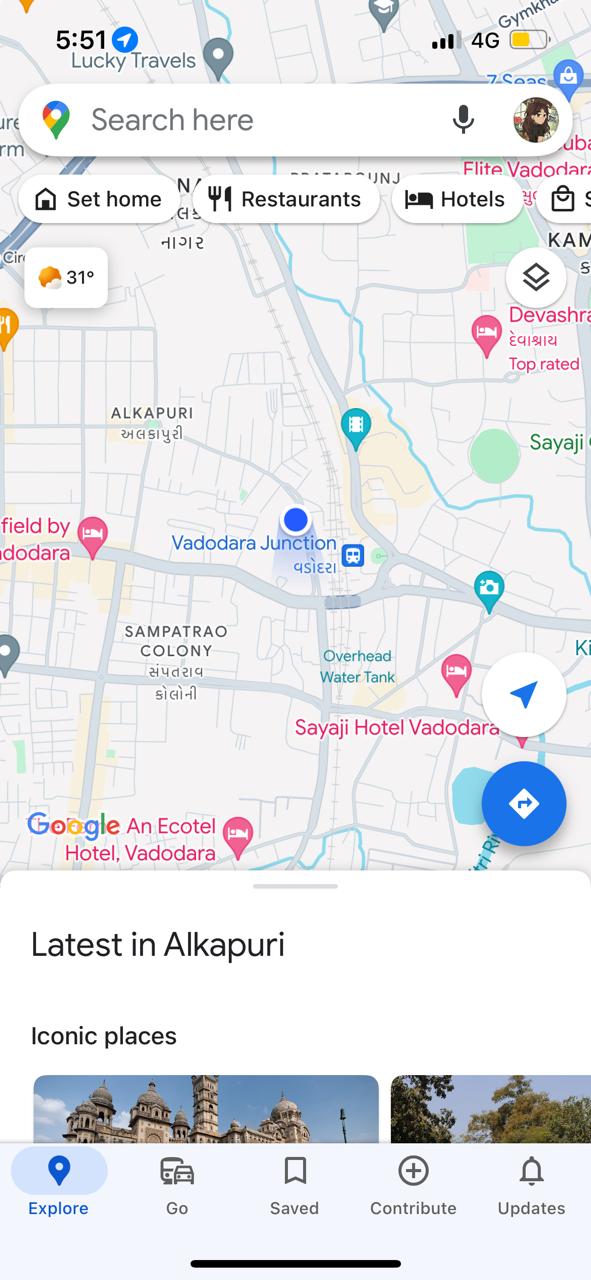 Gymkha
5:51
4G
Lucky Travels
7 Seas
Search here
Elite Vadodara
Set home
Restaurants
Hotels
PRATAPGUNJ
નાગર
KAM
31°
Devashra
દેવાશ્રાય
Top rated
ALKAPURI
અલકાપુરી
Sayaji
field by
adodara
Vadodara Junction
વડોદરા
SAMPATRAO
COLONY
સંપતરાવ
કોલોની
Overhead
Water Tank
Ki
Sayaji Hotel Vadodara
Google
An Ecotel
Hotel, Vadodara
tri Ri
Latest in Alkapuri
Iconic places
Explore
Go
Saved
Contribute
Updates